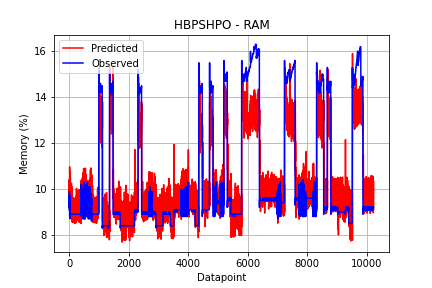 HBPSHPO - RAM
Predicted
Observed
Memory (%)
16
14
12
10
8
0
2000
4000
6000
8000
10000
Datapoint